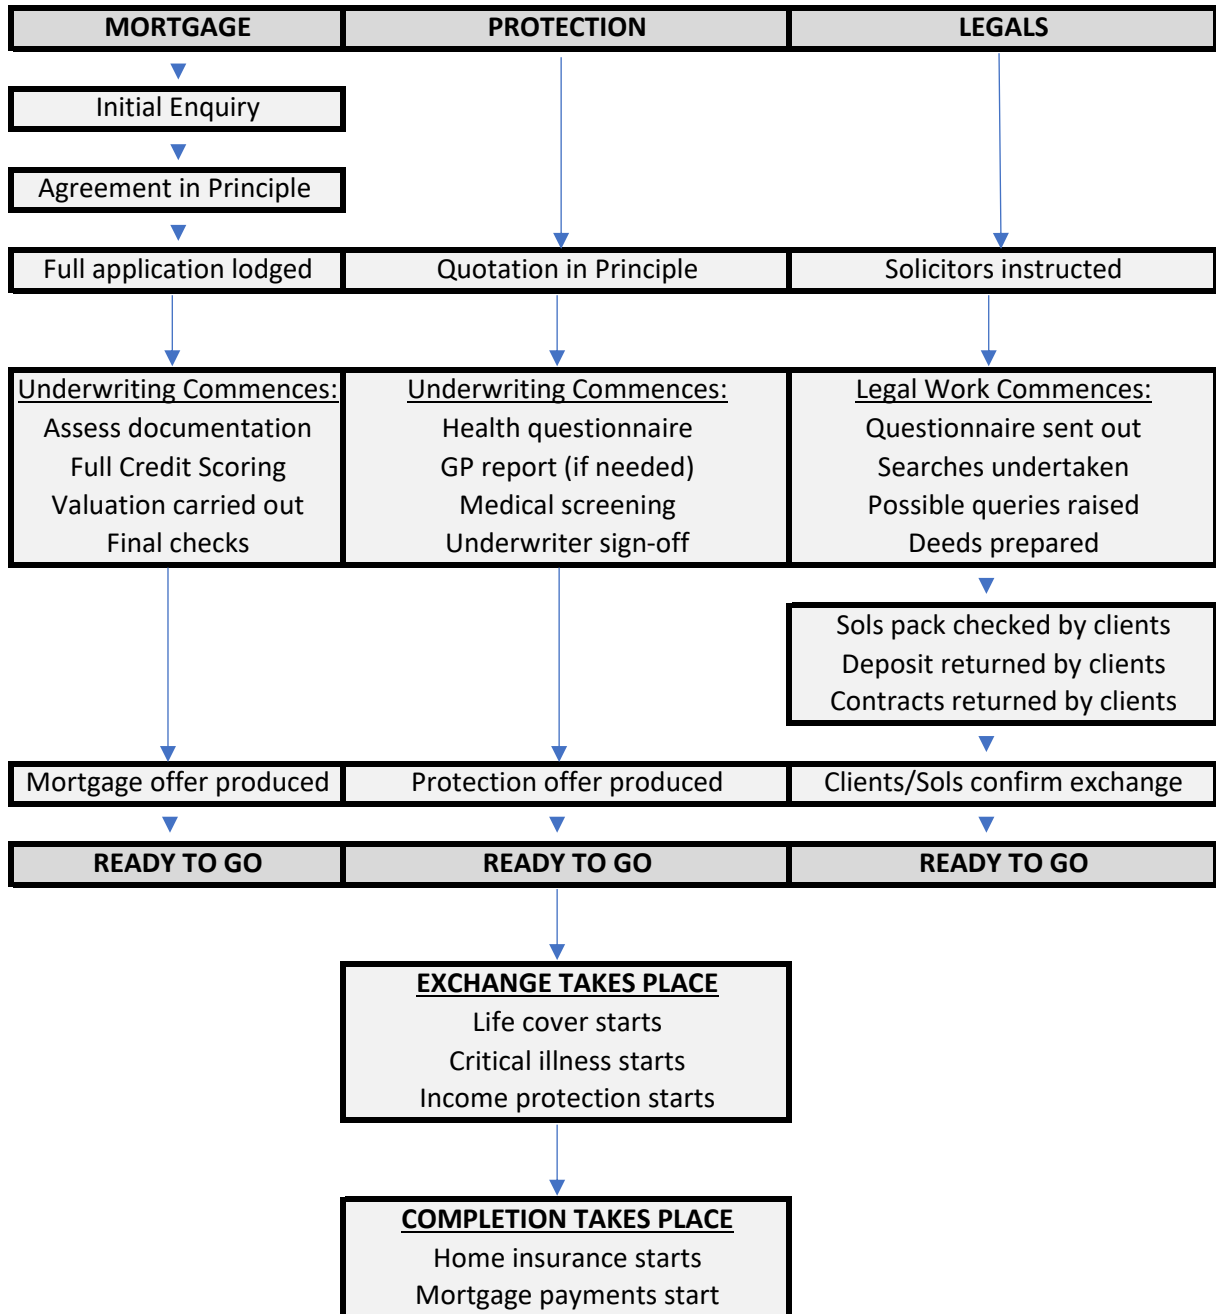 MORTGAGE PROTECTION LEGALS
Initial Enquiry
Agreement in Principle
Full application lodged Quotation in Principle Solicitors instructed
Underwriting Commences: Underwriting Commences: Legal Work Commences:
Assess documentation Health questionnaire Questionnaire sent out
Full Credit Scoring GP report (if needed) Searches undertaken
Valuation carried out Medical screening Possible queries raised
Final checks Underwriter sign-off Deeds prepared
Sols pack checked by clients
Deposit returned by clients
Contracts returned by clients
Mortgage offer produced Protection offer produced Clients/Sols confirm exchange
READY TO GO READY TO GO READY TO GO
EXCHANGE TAKES PLACE
Life cover starts
Critical illness starts
Income protection starts
COMPLETION TAKES PLACE
Home insurance starts
Mortgage payments start